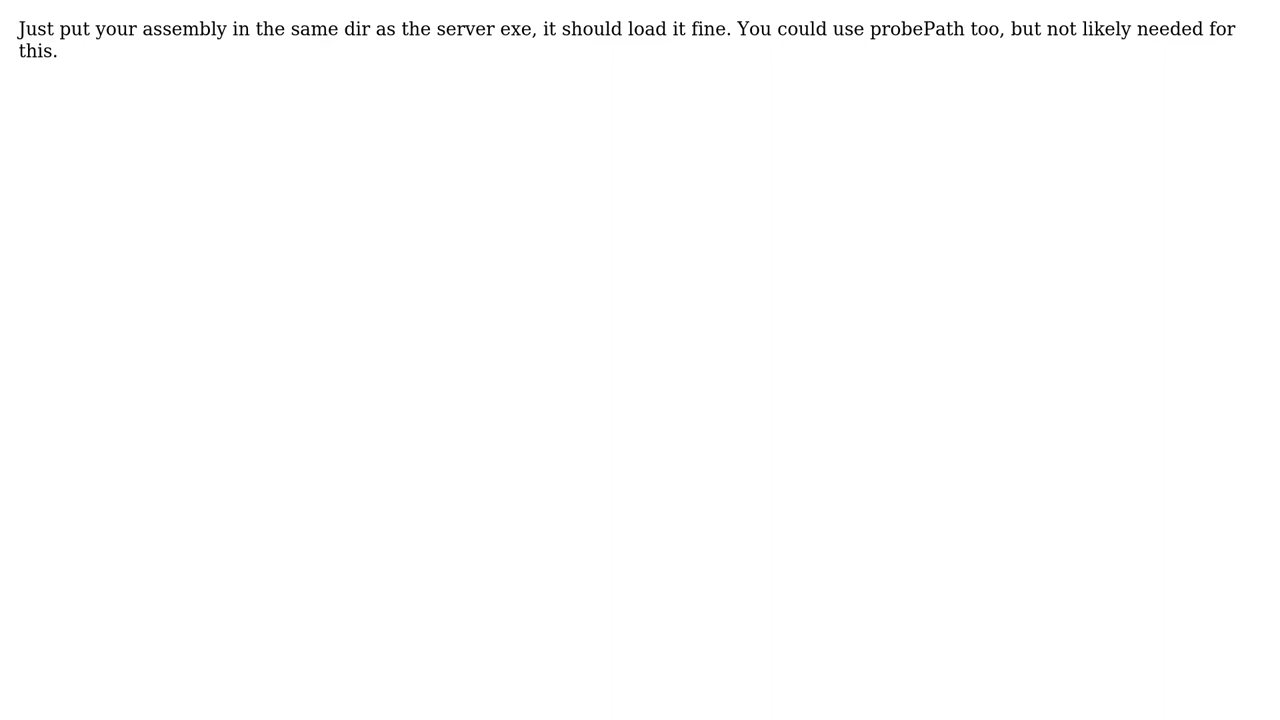 Just put your assembly in the same dir as the server exe, it should load it fine. You could use probePath too, but not likely needed for
this.